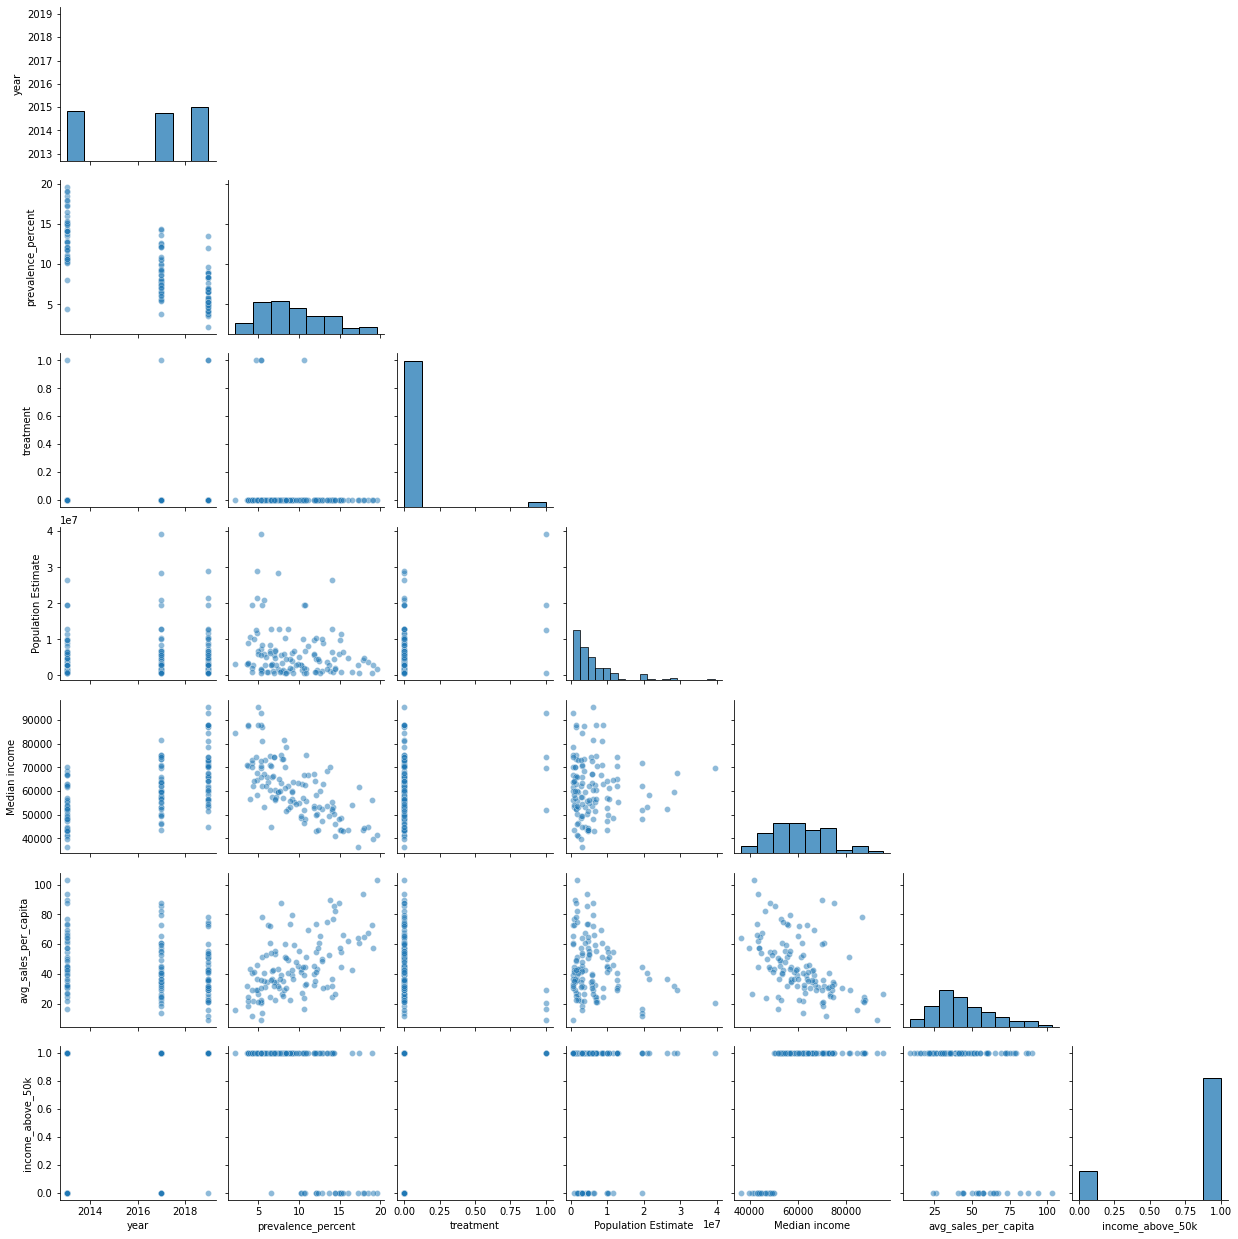 2019
2018
2017
2016
2015
2014
2013
year
20
15
10
5
prevalence_percent
1.0
0.8
0.6
0.4
0.2
0.0
treatment
1e7
4
3
2
1
0
Population Estimate
90000
80000
70000
60000
50000
40000
Median income
100
80
60
40
20
avg_sales_per_capita
1.0
0.8
0.6
0.4
0.2
0.0
income_above_50k
2014 2016 2018
year
5 10 15 20
prevalence_percent
0.00 0.25 0.50 0.75 1.00
treatment
0 1 2 3 4
Population Estimate 1e7
40000 60000 80000
Median income
25 50 75 100
avg_sales_per_capita
0.00 0.25 0.50 0.75 1.00
income_above_50k